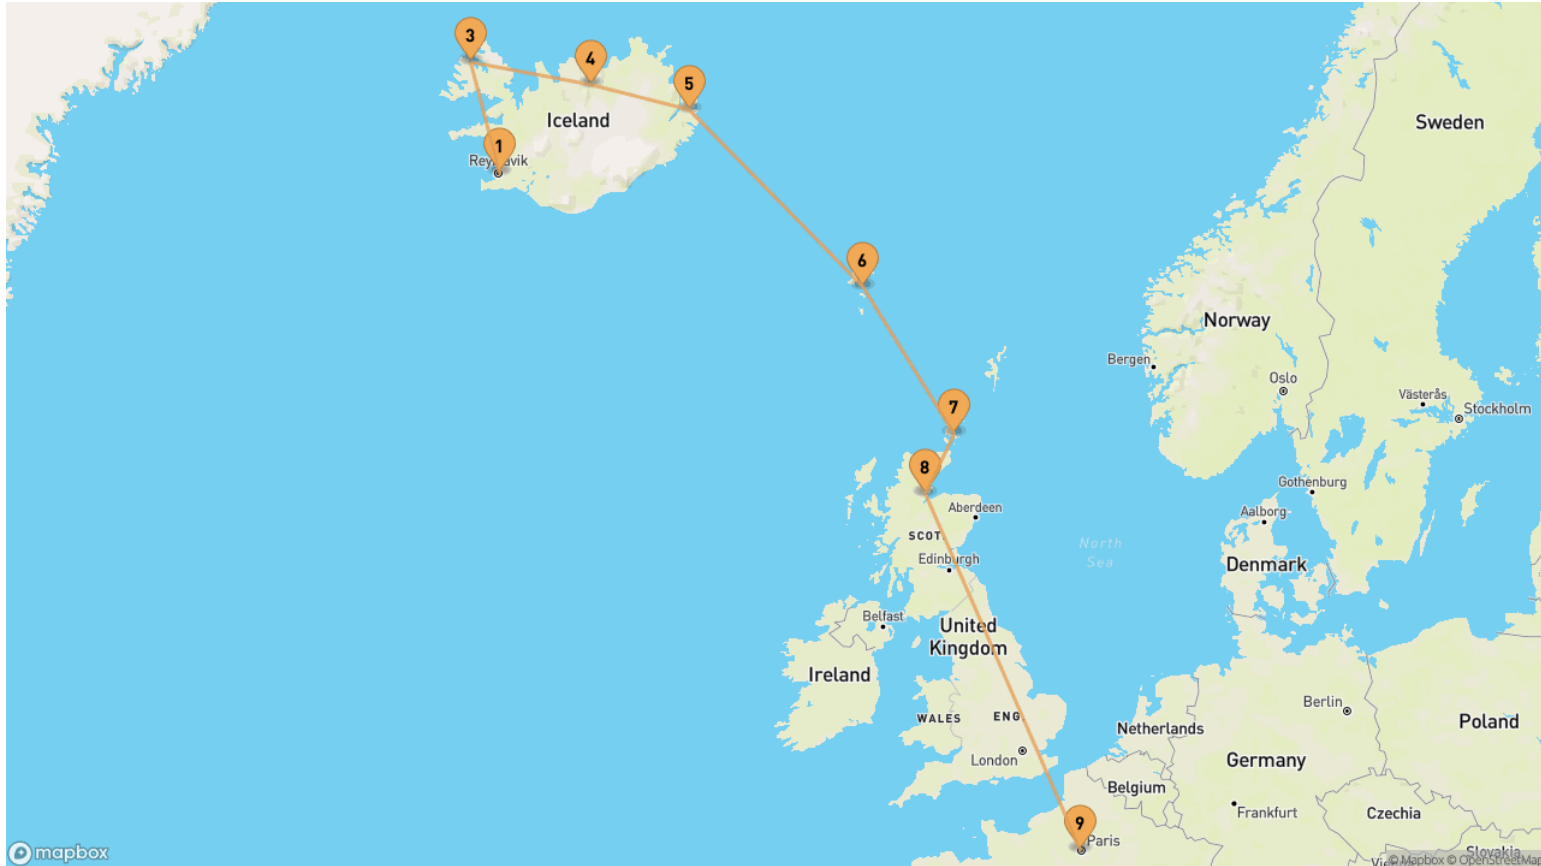 3
4
5
Iceland
Sweden
1
Reykjavik
6
Norway
Bergen
Oslo
Västerås
Stockholm
7
8
Gothenburg
Aberdeen
Aalborg
SCOT.
North
Sea
Edinburgh
Denmark
Belfast
United
Kingdom
Ireland
Berlin
WALES
ENG.
Netherlands
Poland
London
Germany
Belgium
Frankfurt
Czechia
9
Paris
mapbox
Slovakia
© Mapbox © OpenStreetMap